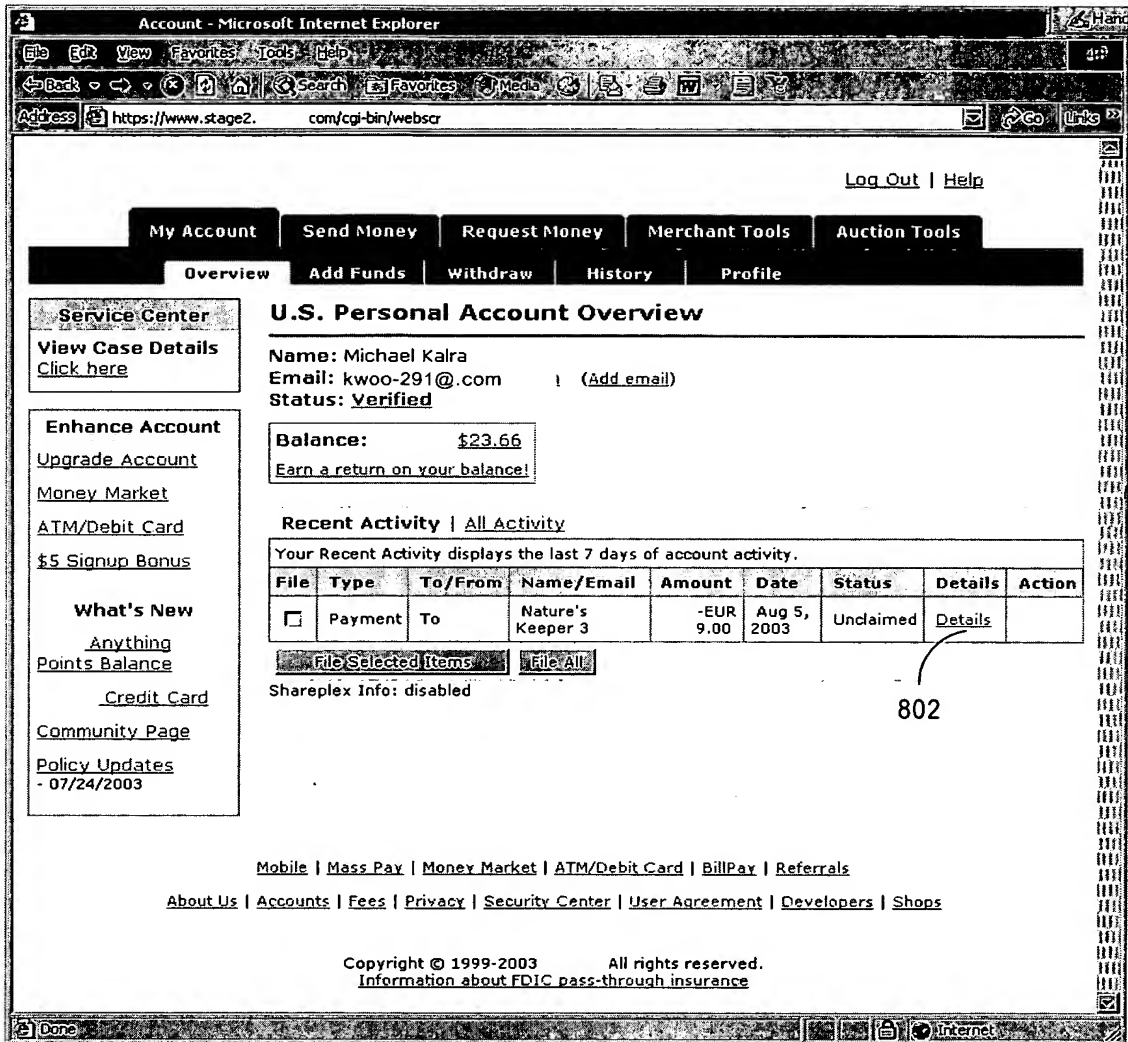 Account - Microsoft Internet Explorer
Hand
File Edit View Favorites Tools Help
Back Search Favorites Media
Address https://www.stage2. com/cgi-bin/webscr Go Links »
Log Out | Help
My Account Send Money Request Money Merchant Tools Auction Tools
Overview Add Funds Withdraw History Profile
Service Center
View Case Details
Click here
Enhance Account
Upgrade Account
Money Market
ATM/Debit Card
$5 Signup Bonus
What's New
Anything
Points Balance
Credit Card
Community Page
Policy Updates
- 07/24/2003
U.S. Personal Account Overview
Name: Michael Kalra
Email: kwoo-291@.com (Add email)
Status: Verified
Balance: $23.66
Earn a return on your balance!
Recent Activity | All Activity
Your Recent Activity displays the last 7 days of account activity.
File Type To/From Name/Email Amount Date Status Details Action
Payment To Nature's Keeper 3 -EUR 9.00 Aug 5, 2003 Unclaimed Details
File Selected Items File All
Shareplex Info: disabled
802
Mobile | Mass Pay | Money Market | ATM/Debit Card | BillPay | Referrals
About Us | Accounts | Fees | Privacy | Security Center | User Agreement | Developers | Shops
Copyright © 1999-2003 All rights reserved.
Information about FDIC pass-through insurance
Done Internet